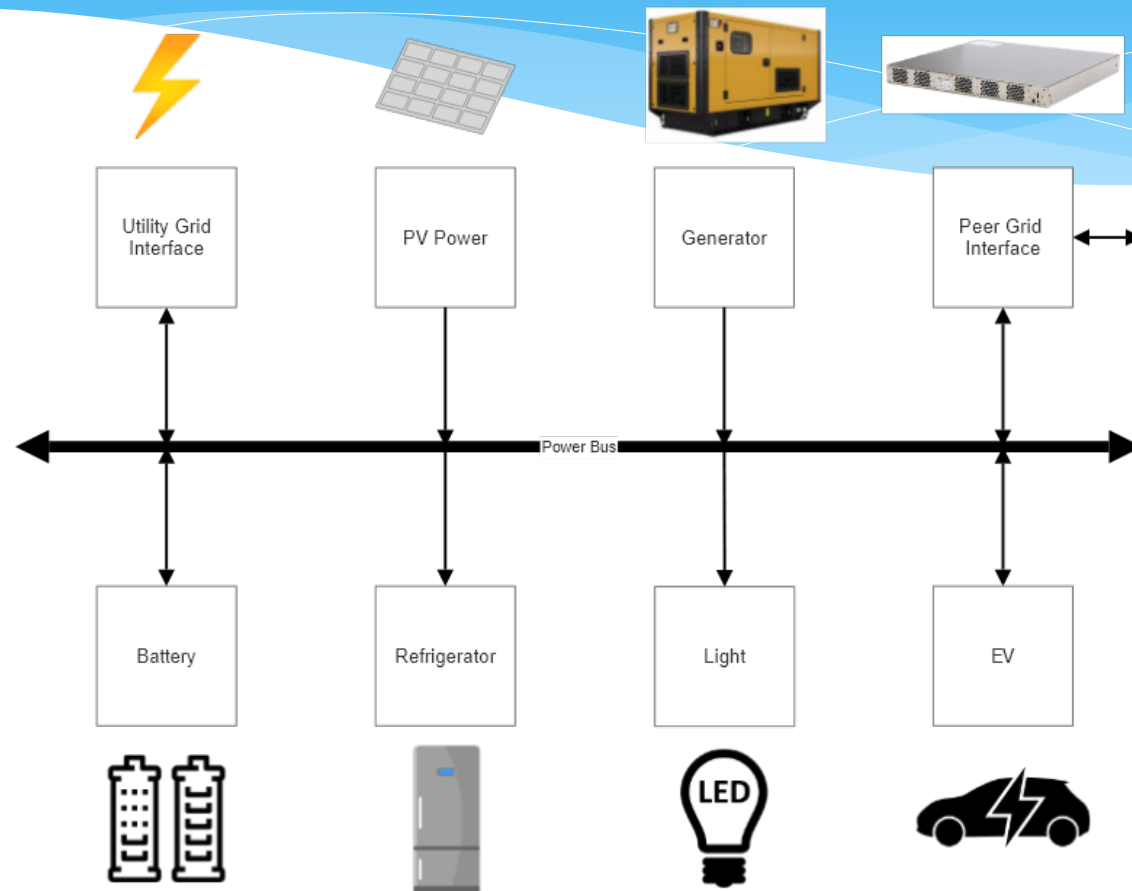 Utility Grid
Interface
PV Power
Generator
Peer Grid
Interface
Power Bus
Battery
Refrigerator
Light
EV
LED